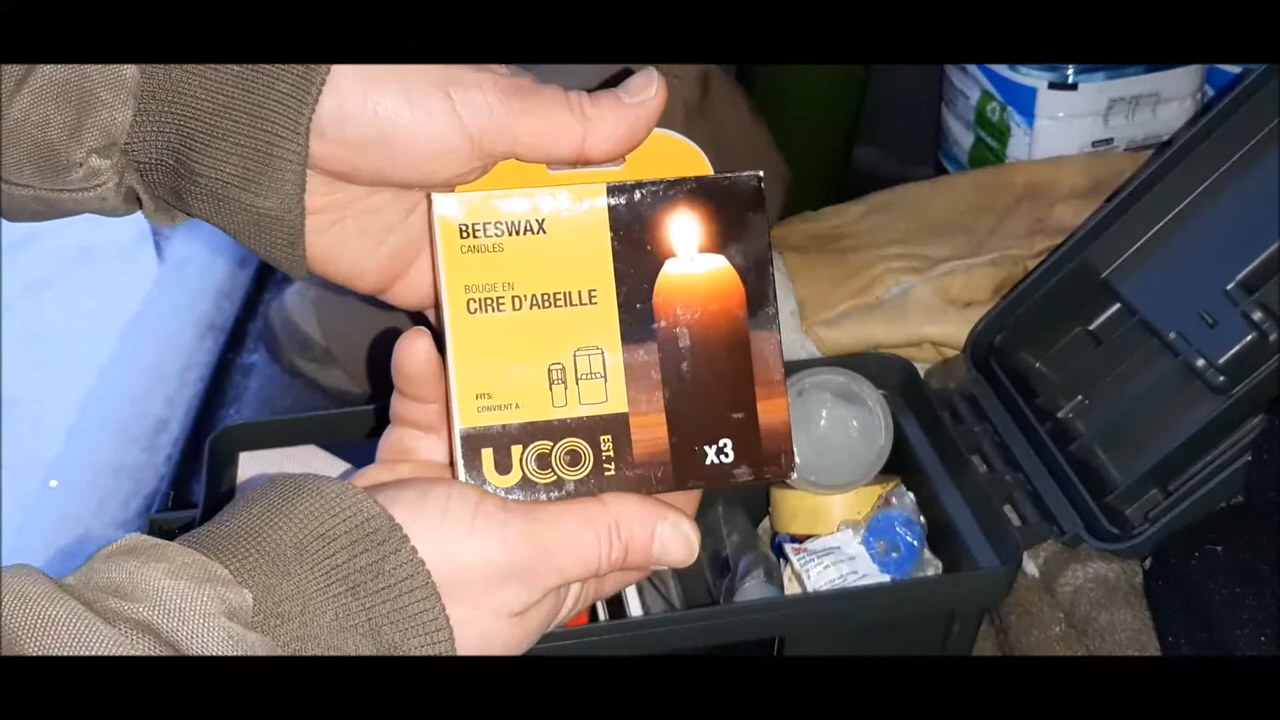 BEESWAX
CANDLES
BOUGIE EN
CIRE D'ABEILLE
FITS:
CONVIENT À :
UCO
EST. 71
x3